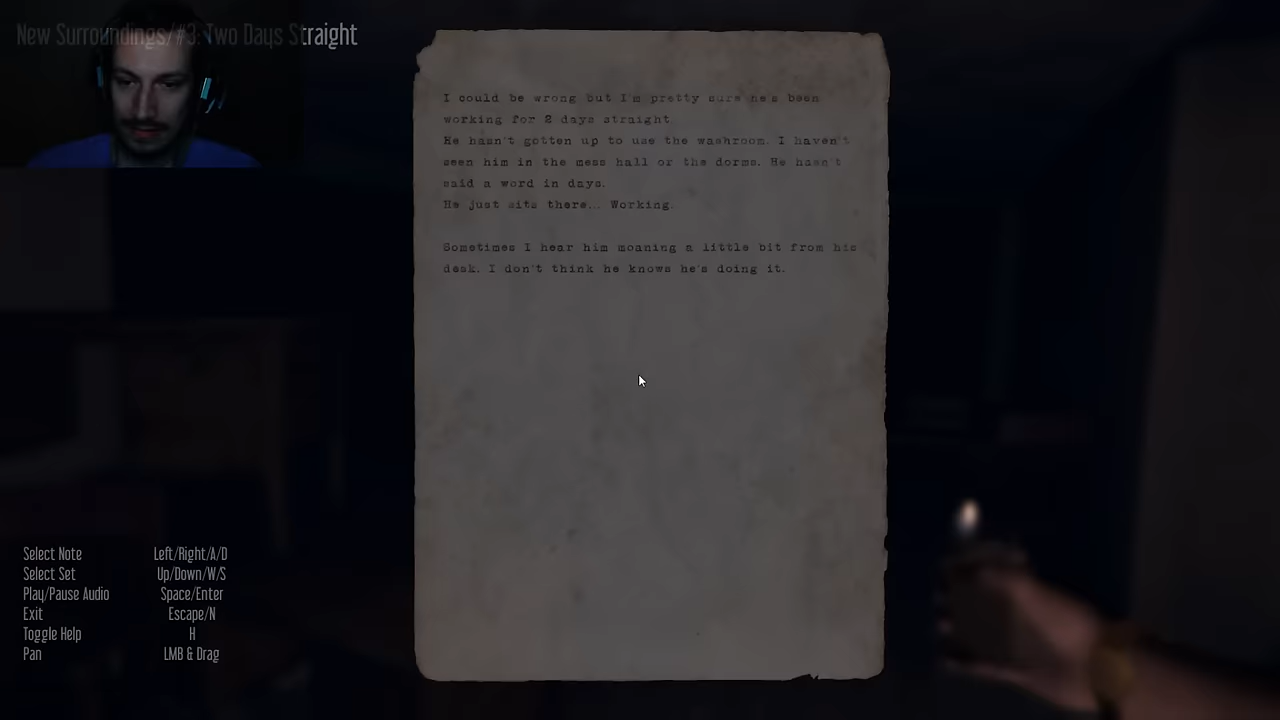 New Surroundings/#3: Two Days Straight
I could be wrong but I'm pretty sure he's been
working for 2 days straight.
He hasn't gotten up to use the washroom. I haven't
seen him in the mess hall or the dorms. He hasn't
said a word in days.
He just sits there... Working.
Sometimes I hear him moaning a little bit from his
desk. I don't think he knows he's doing it.
Select Note Left/Right/A/D
Select Set Up/Down/W/S
Play/Pause Audio Space/Enter
Exit Escape/N
Toggle Help H
Pan LMB & Drag